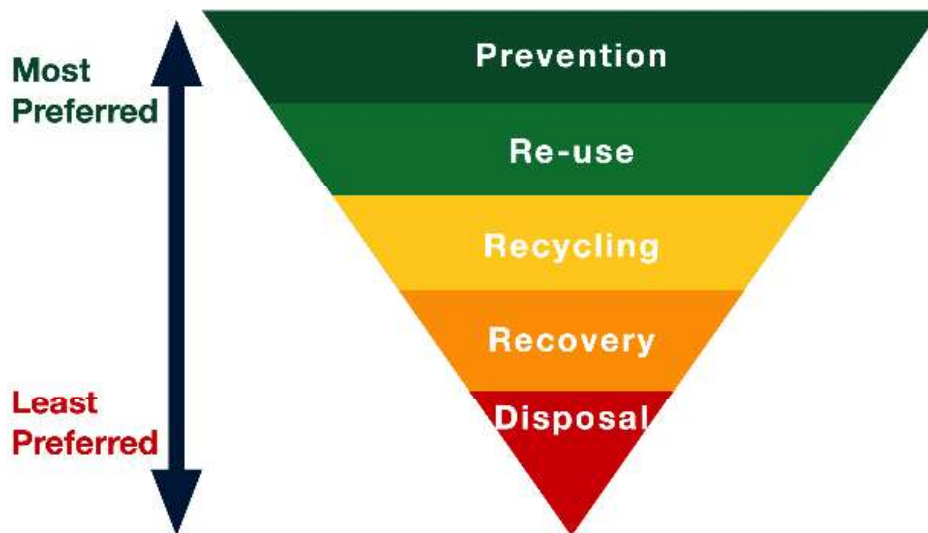 Most
Preferred
Prevention
Re-use
Recycling
Recovery
Disposal
Least
Preferred